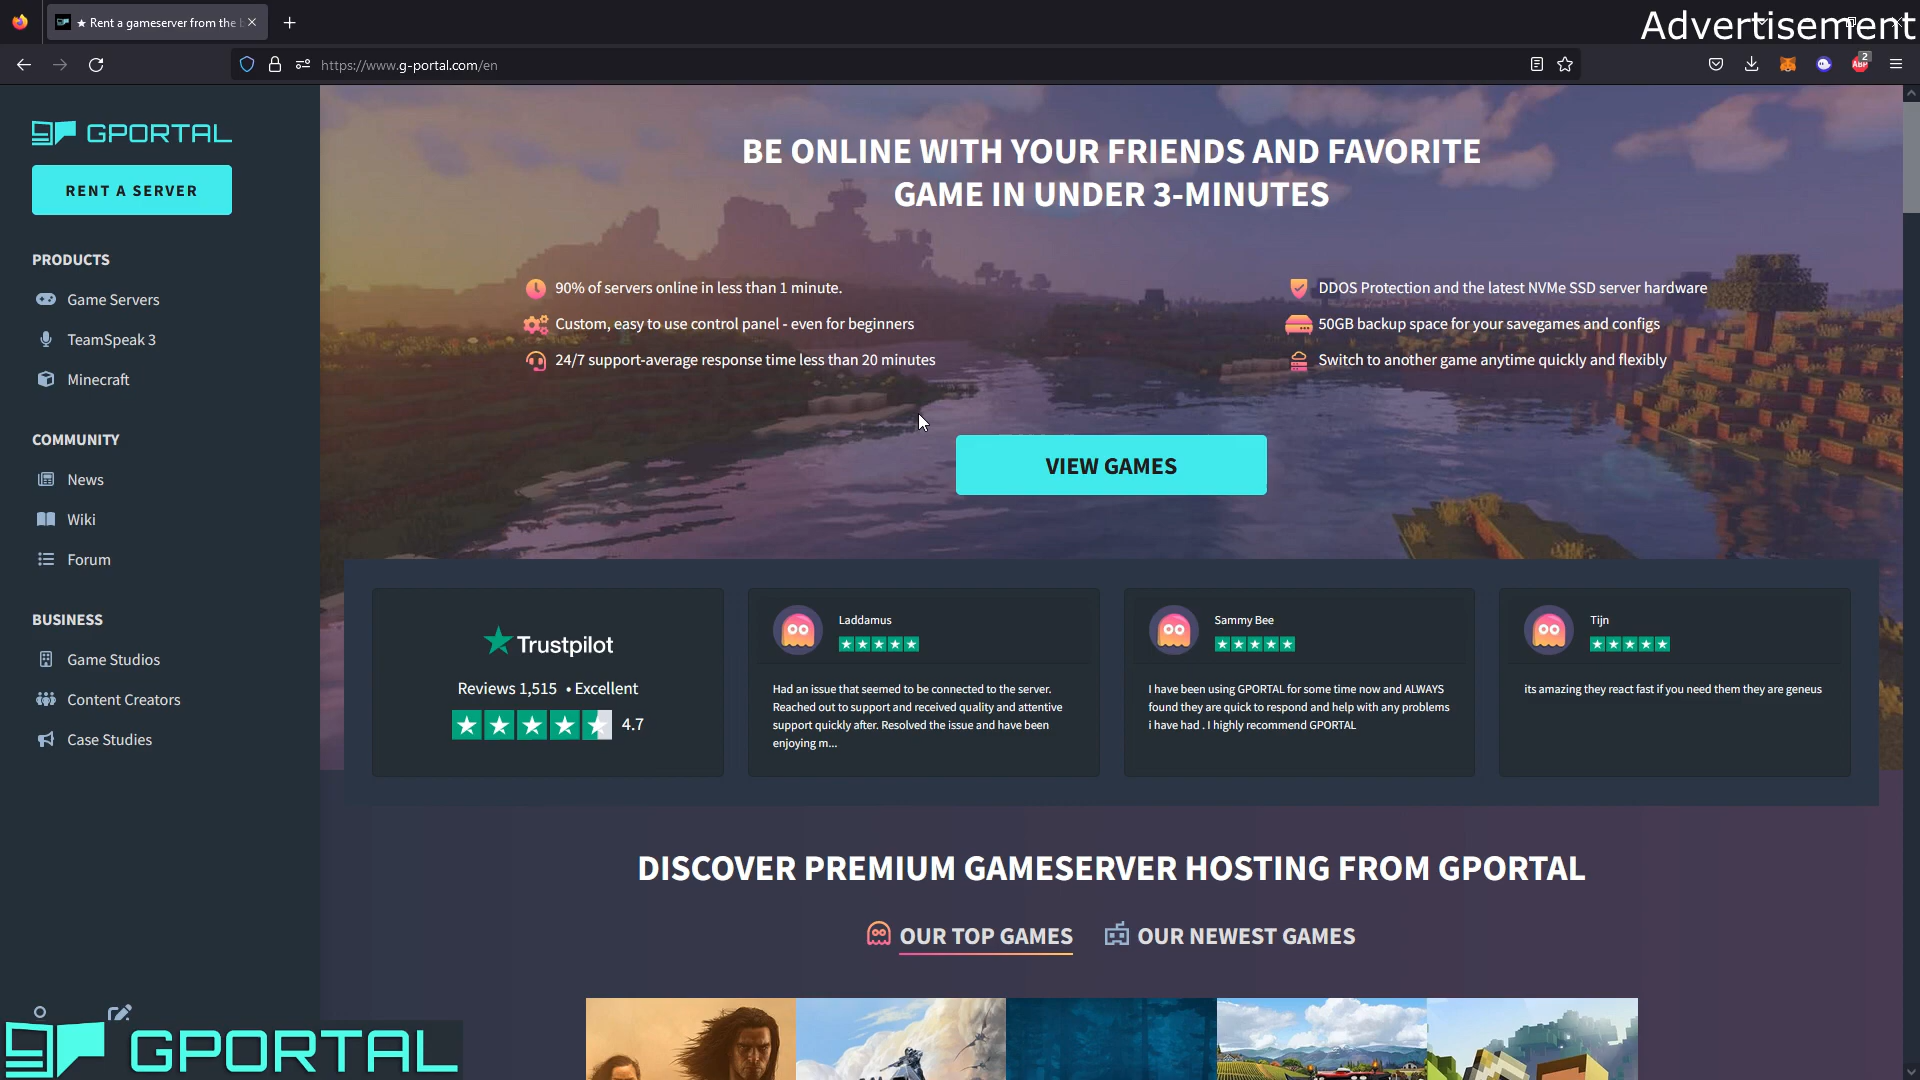 ★ Rent a gameserver from the
Advertisement
https://www.g-portal.com/en
ABP
2
GPORTAL
RENT A SERVER
PRODUCTS
Game Servers
TeamSpeak 3
Minecraft
COMMUNITY
News
Wiki
Forum
BUSINESS
Game Studios
Content Creators
Case Studies
GPORTAL
BE ONLINE WITH YOUR FRIENDS AND FAVORITE
GAME IN UNDER 3-MINUTES
90% of servers online in less than 1 minute.
Custom, easy to use control panel - even for beginners
24/7 support-average response time less than 20 minutes
DDOS Protection and the latest NVMe SSD server hardware
50GB backup space for your savegames and configs
Switch to another game anytime quickly and flexibly
VIEW GAMES
Trustpilot
Reviews 1,515 • Excellent
4.7
Laddamus
Had an issue that seemed to be connected to the server.
Reached out to support and received quality and attentive
support quickly after. Resolved the issue and have been
enjoying m...
Sammy Bee
I have been using GPORTAL for some time now and ALWAYS
found they are quick to respond and help with any problems
i have had . I highly recommend GPORTAL
Tijn
its amazing they react fast if you need them they are geneus
DISCOVER PREMIUM GAMESERVER HOSTING FROM GPORTAL
OUR TOP GAMES
OUR NEWEST GAMES